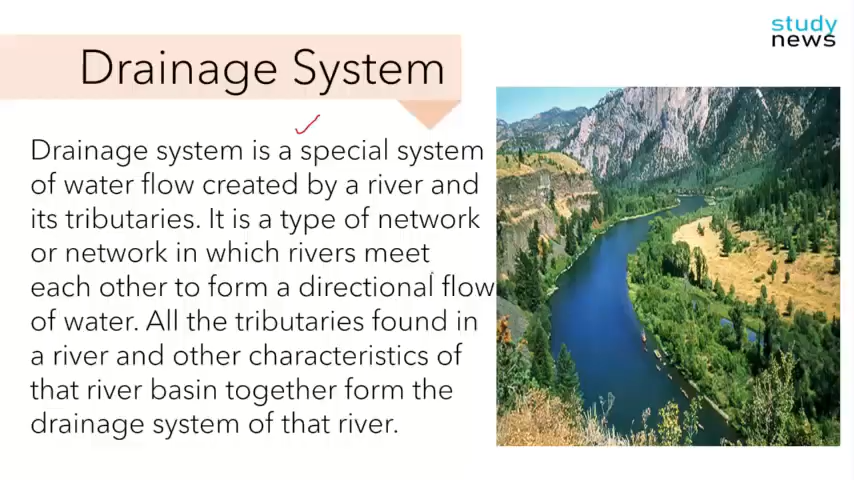 study
news
Drainage System
Drainage system is a special system
of water flow created by a river and
its tributaries. It is a type of network
or network in which rivers meet
each other to form a directional flow
of water. All the tributaries found in
a river and other characteristics of
that river basin together form the
drainage system of that river.